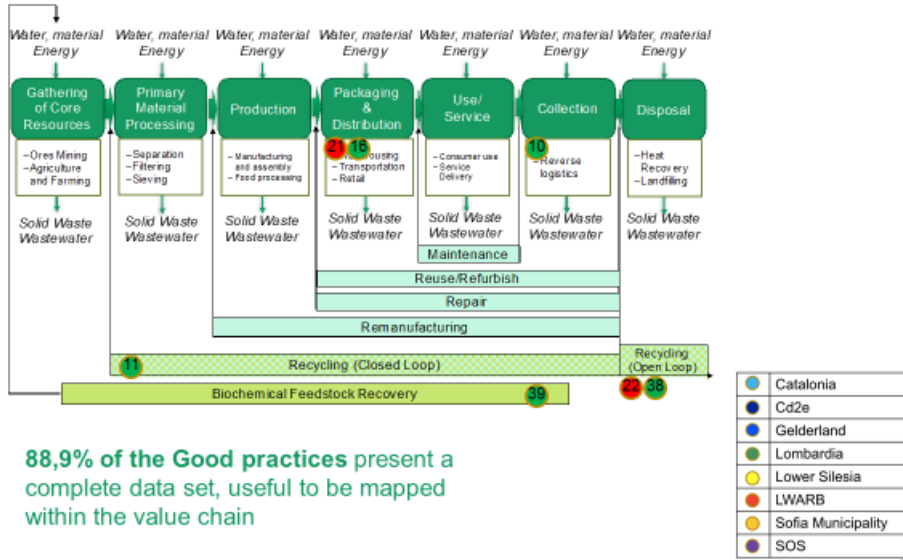 Water, material Energy
Water, material Energy
Water, material Energy
Water, material Energy
Water, material Energy
Water, material Energy
Water, material Energy
Gathering of Core Resources
Primary Material Processing
Production
Packaging & Distribution
Use/ Service
Collection
Disposal
21
16
10
–Ores Mining
–Agriculture and Farming
–Separation
–Filtering
–Sieving
–Manufacturing and assembly
–Food processing
–Transportation
–Retail
–Consumer use
–Service Delivery
–Reverse logistics
–Heat Recovery
–Landfilling
Solid Waste Wastewater
Solid Waste Wastewater
Solid Waste Wastewater
Solid Waste Wastewater
Solid Waste Wastewater
Solid Waste Wastewater
Solid Waste Wastewater
Maintenance
Reuse/Refurbish
Repair
Remanufacturing
11
Recycling (Closed Loop)
Recycling (Open Loop)
22
38
Biochemical Feedstock Recovery
39
88,9% of the Good practices present a
complete data set, useful to be mapped
within the value chain
Catalonia
Cd2e
Gelderland
Lombardia
Lower Silesia
LWARB
Sofia Municipality
SOS